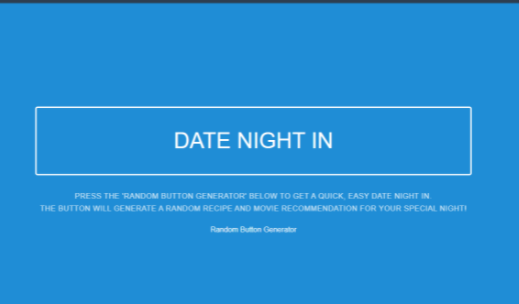 DATE NIGHT IN
PRESS THE 'RANDOM BUTTON GENERATOR' BELOW TO GET A QUICK, EASY DATE NIGHT IN.
THE BUTTON WILL GENERATE A RANDOM RECIPE AND MOVIE RECOMMENDATION FOR YOUR SPECIAL NIGHT!
Random Button Generator